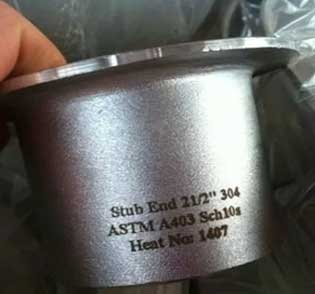 Stub End 21/2" 304
ASTM A403 Sch10s
Heat No: 1407